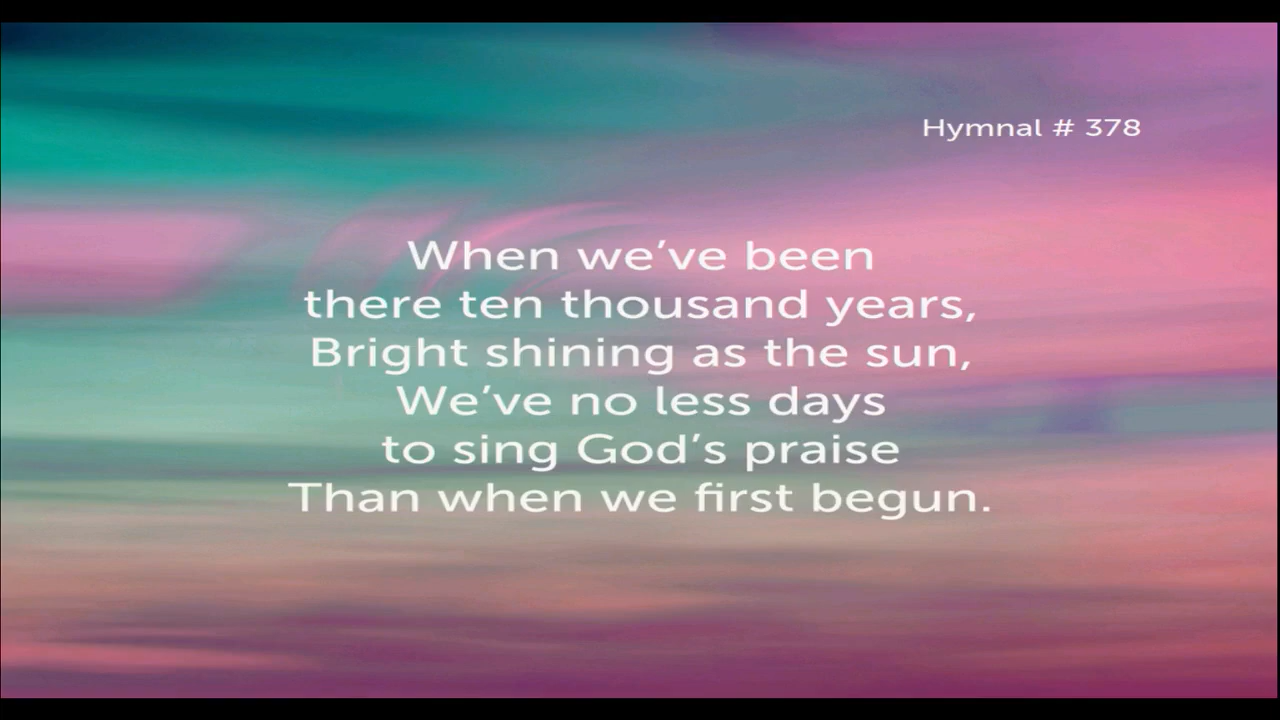 Hymnal # 378
When we’ve been
there ten thousand years,
Bright shining as the sun,
We’ve no less days
to sing God’s praise
Than when we first begun.